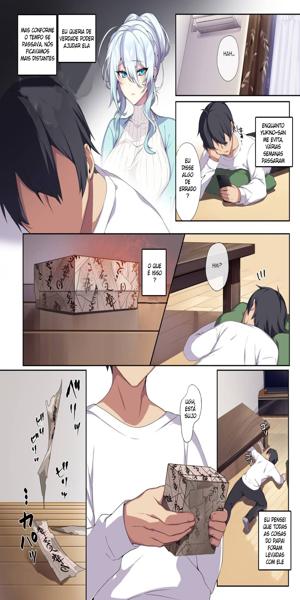 MAS CONFORME
O TEMPO SE
PASSAVA, NÓS
FICÁVAMOS
MAIS DISTANTES
EU QUERIA
DE VERDADE PODER
AJUDAR ELA
HAH...
ENQUANTO
YUKINO-SAN
ME EVITA,
VÁRIAS
SEMANAS
PASSARAM
EU DISSE
ALGO DE
ERRADO?
O QUE É
ISSO
?
HAI?
UGH, ESTÁ
SUJO
EU PENSEI QUE
TODAS AS
COISAS DO PAPAI
FORAM
LEVADAS COM
ELE